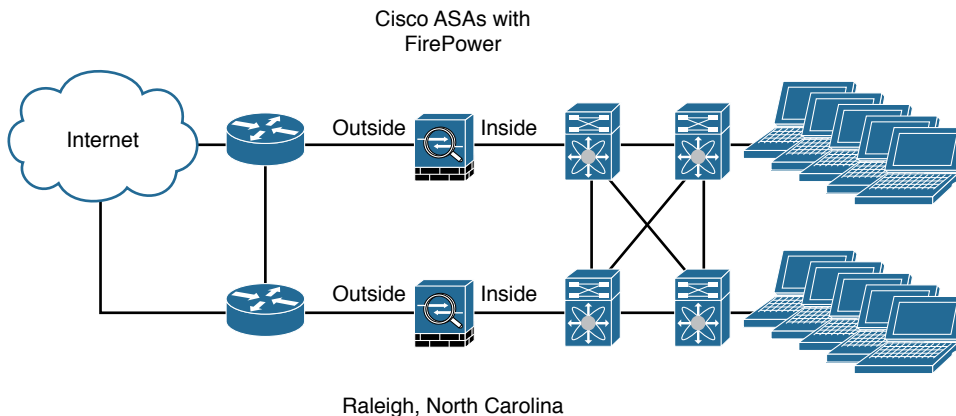 Cisco ASAs with
FirePower
Internet
Outside
Inside
Outside
Inside
Raleigh, North Carolina